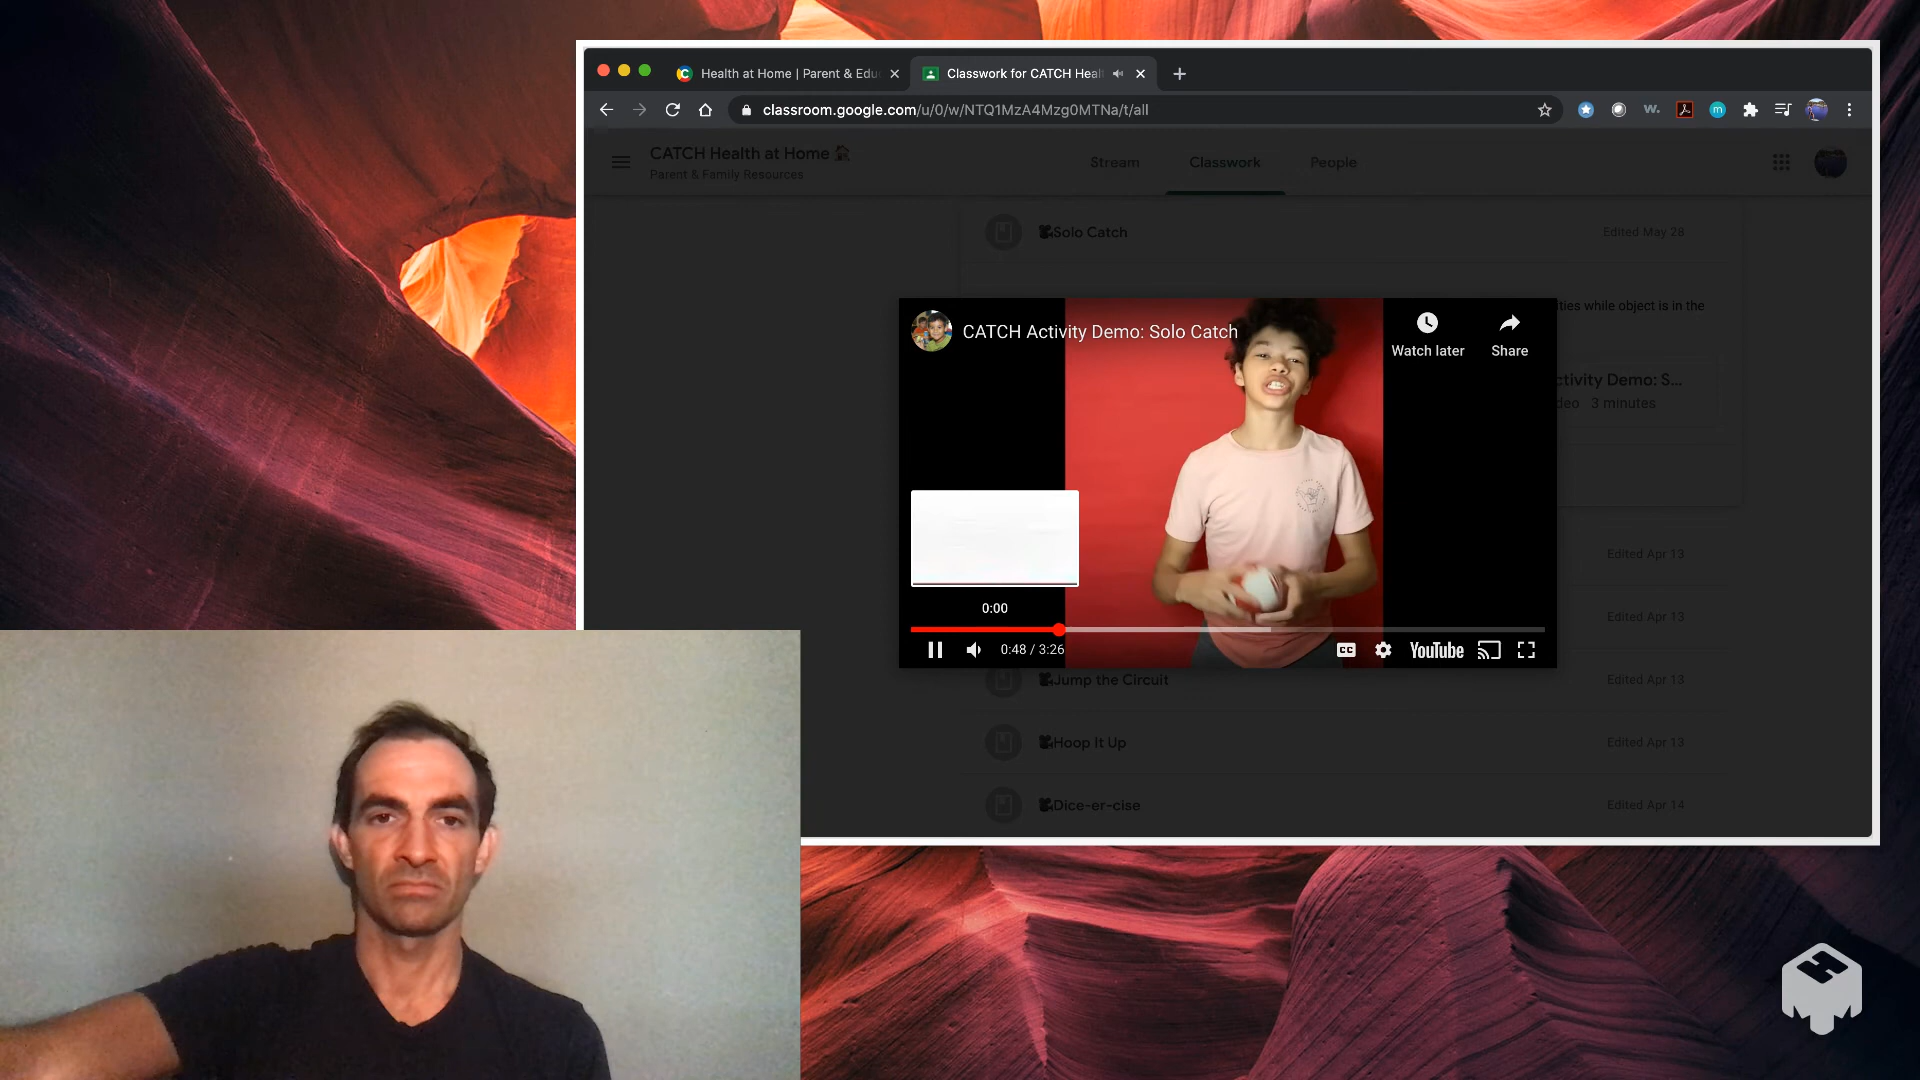 Health at Home | Parent & Edu
Classwork for CATCH Heal
classroom.google.com/u/0/w/NTQ1MzA4Mzg0MTNa/t/all
W.
m
CATCH Health at Home
Parent & Family Resources
Stream
Classwork
People
Solo Catch
Edited May 28
ties while object is in the
CATCH Activity Demo: Solo Catch
Watch later
Share
ctivity Demo: S...
deo 3 minutes
0:00
0:48 / 3:26
CC
YouTube
Edited Apr 13
Edited Apr 13
Jump the Circuit
Edited Apr 13
Hoop It Up
Edited Apr 13
Dice-er-cise
Edited Apr 14